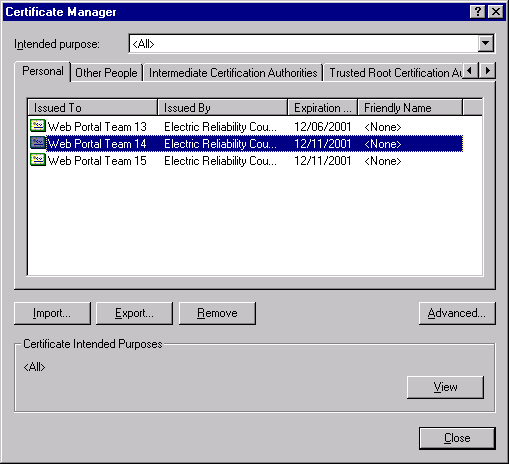 Certificate Manager
Intended purpose: <All>
Personal Other People Intermediate Certification Authorities Trusted Root Certification Au
Issued To Issued By Expiration ... Friendly Name
Web Portal Team 13 Electric Reliability Cou... 12/06/2001 <None>
Web Portal Team 14 Electric Reliability Cou... 12/11/2001 <None>
Web Portal Team 15 Electric Reliability Cou... 12/11/2001 <None>
Import... Export... Remove Advanced...
Certificate Intended Purposes
<All>
View
Close